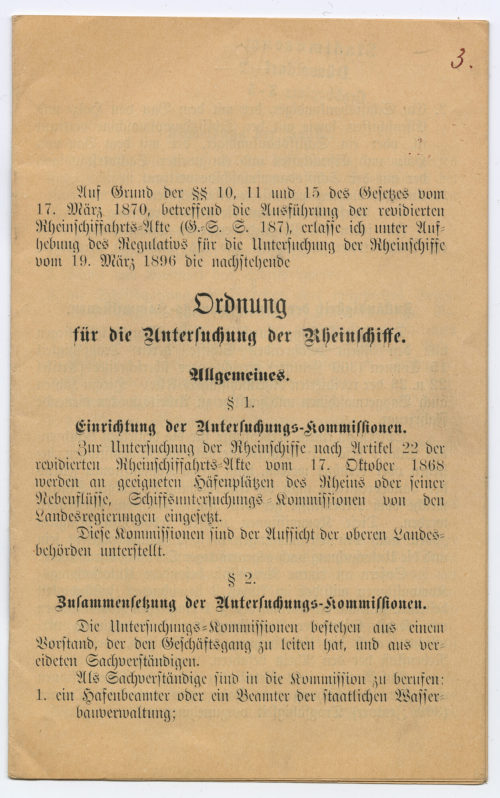 3.
Auf Grund der §§ 10, 11 und 15 des Gesetzes vom
17. März 1870, betreffend die Ausführung der revidierten
Rheinschiffahrts-Akte (G.-S. S. 187), erlasse ich unter Auf-
hebung des Regulativs für die Untersuchung der Rheinschiffe
vom 19. März 1896 die nachstehende
Ordnung
für die Untersuchung der Rheinschiffe.
Allgemeines.
§ 1.
Einrichtung der Untersuchungs-Kommissionen.
Zur Untersuchung der Rheinschiffe nach Artikel 22 der
revidierten Rheinschiffahrts-Akte vom 17. Oktober 1868
werden an geeigneten Hafenplätzen des Rheins oder seiner
Nebenflüsse, Schiffsuntersuchungs-Kommissionen von den
Landesregierungen eingesetzt.
Diese Kommissionen sind der Aufsicht der oberen Landes-
behörden unterstellt.
§ 2.
Zusammensetzung der Untersuchungs-Kommissionen.
Die Untersuchungs-Kommissionen bestehen aus einem
Vorstand, der den Geschäftsgang zu leiten hat, und aus ver-
eideten Sachverständigen.
Als Sachverständige sind in die Kommission zu berufen:
1. ein Hafenbeamter oder ein Beamter der staatlichen Wasser-
bauverwaltung;